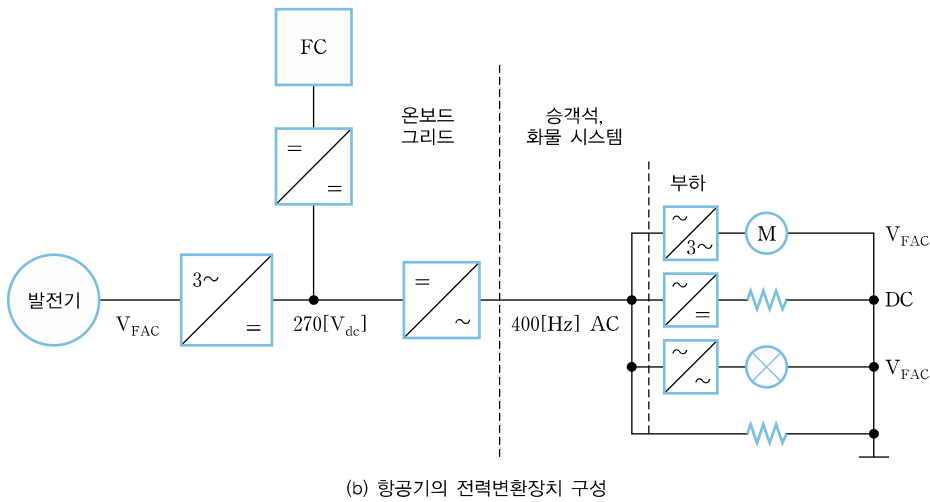 FC
온보드
그리드
승객석,
화물 시스템
부하
=
=
~
3~
M
V_FAC
발전기
V_FAC
3~
=
270[V_dc]
=
~
400[Hz] AC
~
=
DC
~
~
V_FAC
(b) 항공기의 전력변환장치 구성